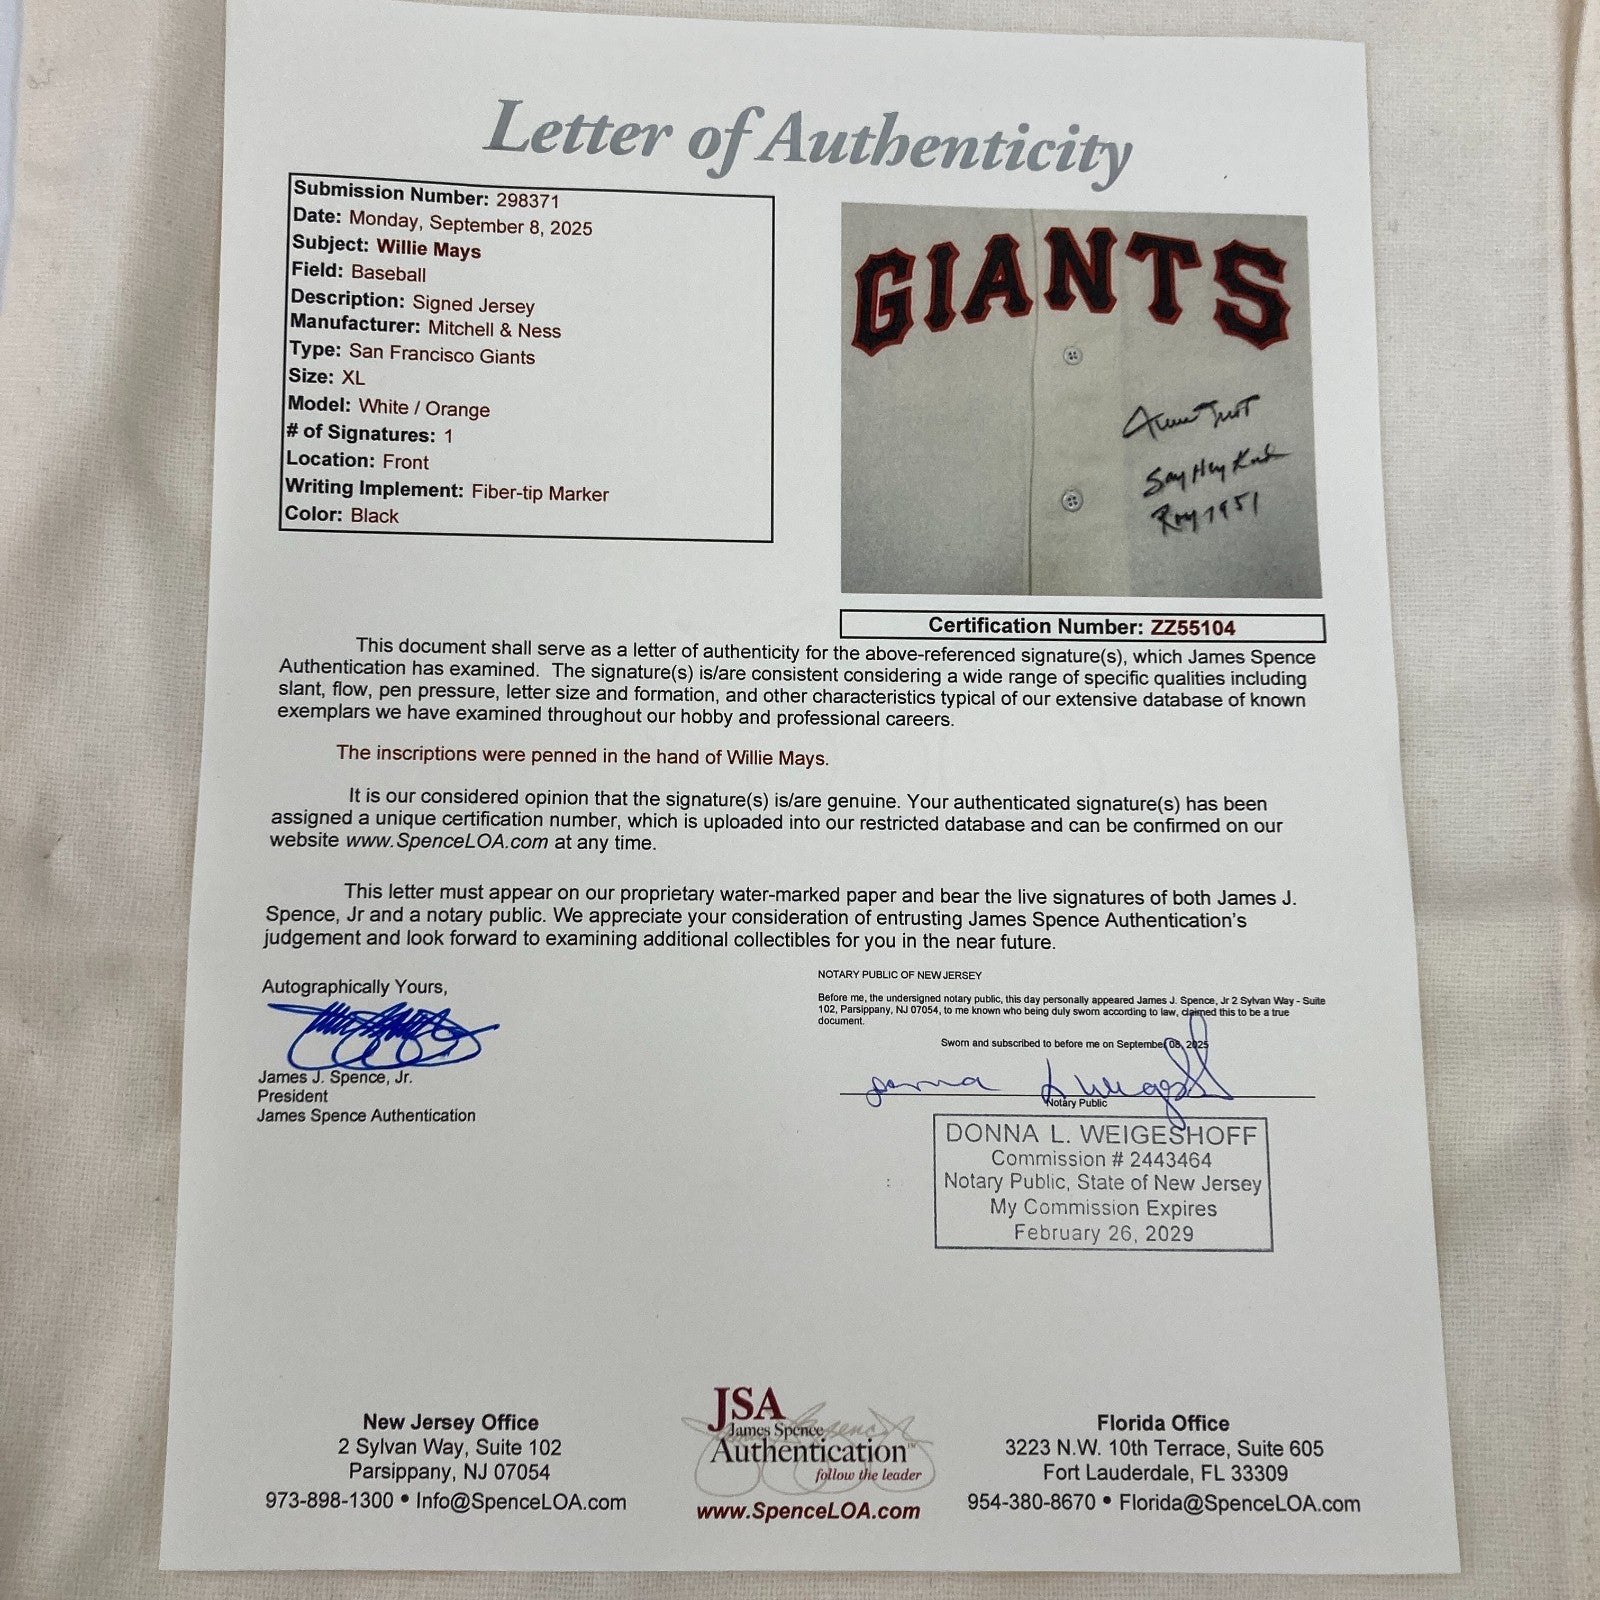 Letter of Authenticity
Submission Number: 298371
Date: Monday, September 8, 2025
Subject: Willie Mays
Field: Baseball
Description: Signed Jersey
Manufacturer: Mitchell & Ness
Type: San Francisco Giants
Size: XL
Model: White / Orange
# of Signatures: 1
Location: Front
Writing Implement: Fiber-tip Marker
Color: Black
GIANTS
Say Hey Kid
Roy 1951
Certification Number: ZZ55104
This document shall serve as a letter of authenticity for the above-referenced signature(s), which James Spence
Authentication has examined. The signature(s) is/are consistent considering a wide range of specific qualities including
slant, flow, pen pressure, letter size and formation, and other characteristics typical of our extensive database of known
exemplars we have examined throughout our hobby and professional careers.
The inscriptions were penned in the hand of Willie Mays.
It is our considered opinion that the signature(s) is/are genuine. Your authenticated signature(s) has been
assigned a unique certification number, which is uploaded into our restricted database and can be confirmed on our
website www.SpenceLOA.com at any time.
This letter must appear on our proprietary water-marked paper and bear the live signatures of both James J.
Spence, Jr and a notary public. We appreciate your consideration of entrusting James Spence Authentication's
judgement and look forward to examining additional collectibles for you in the near future.
Autographically Yours,
James J. Spence, Jr.
President
James Spence Authentication
NOTARY PUBLIC OF NEW JERSEY
Before me, the undersigned notary public, this day personally appeared James J. Spence, Jr 2 Sylvan Way - Suite
102, Parsippany, NJ 07054, to me known who being duly sworn according to law, claimed this to be a true
document.
Sworn and subscribed to before me on September 08, 2025
Notary Public
DONNA L. WEIGESHOFF
Commission # 2443464
Notary Public, State of New Jersey
My Commission Expires
February 26, 2029
New Jersey Office
2 Sylvan Way, Suite 102
Parsippany, NJ 07054
973-898-1300 • Info@SpenceLOA.com
JSA
James Spence
Authentication™
follow the leader
www.SpenceLOA.com
Florida Office
3223 N.W. 10th Terrace, Suite 605
Fort Lauderdale, FL 33309
954-380-8670 • Florida@SpenceLOA.com